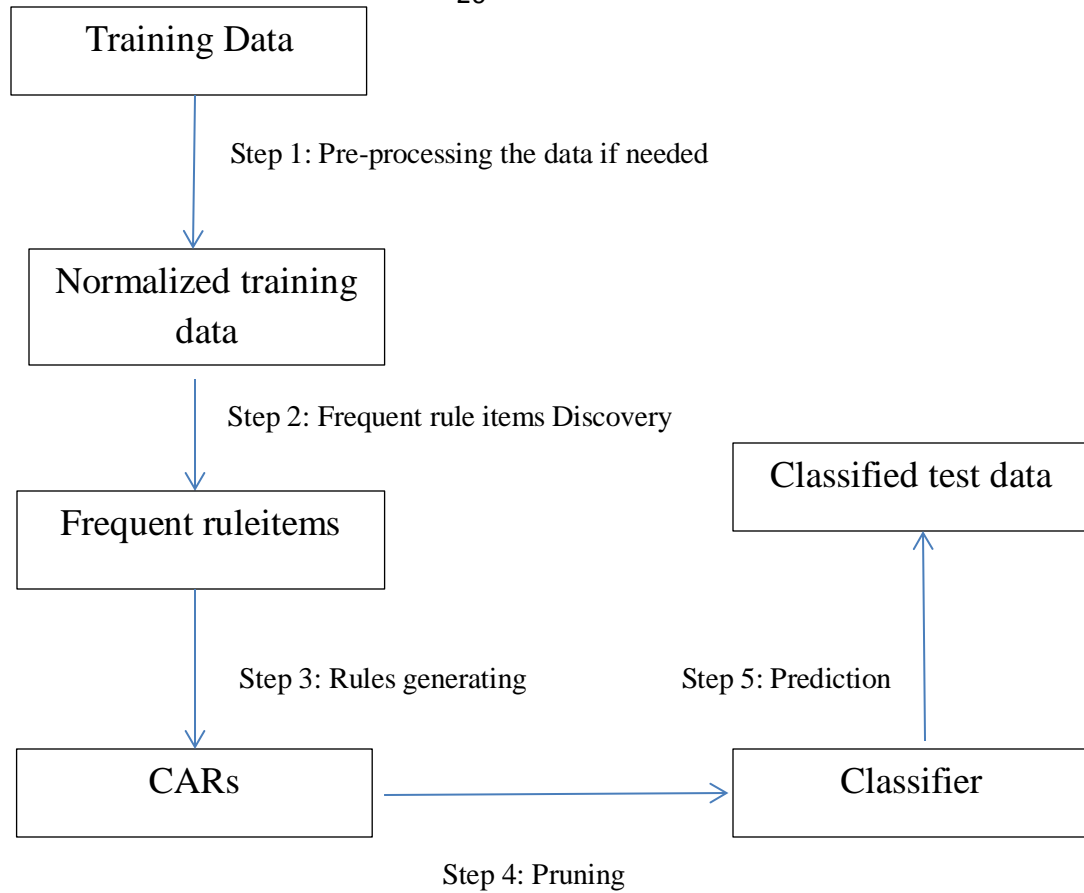 Training Data
Step 1: Pre-processing the data if needed
Normalized training
data
Step 2: Frequent rule items Discovery
Frequent ruleitems
Classified test data
Step 3: Rules generating
Step 5: Prediction
CARs
Classifier
Step 4: Pruning